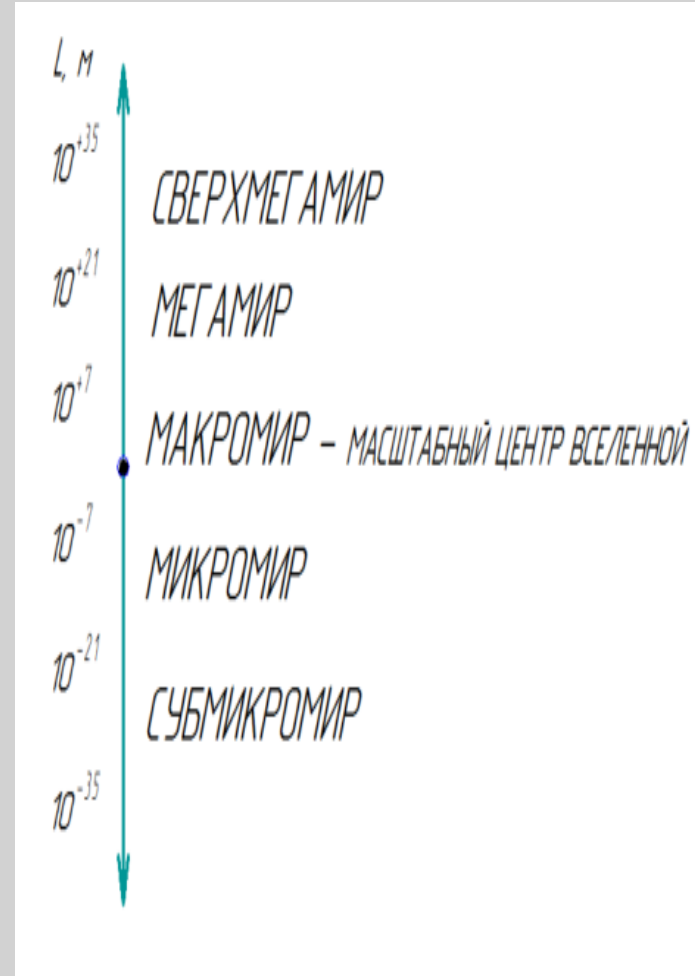 L, м
10⁺³⁵
СВЕРХМЕГАМИР
10⁺²¹
МЕГАМИР
10⁺⁷
МАКРОМИР – МАСШТАБНЫЙ ЦЕНТР ВСЕЛЕННОЙ
10⁻⁷
МИКРОМИР
10⁻²¹
СУБМИКРОМИР
10⁻³⁵